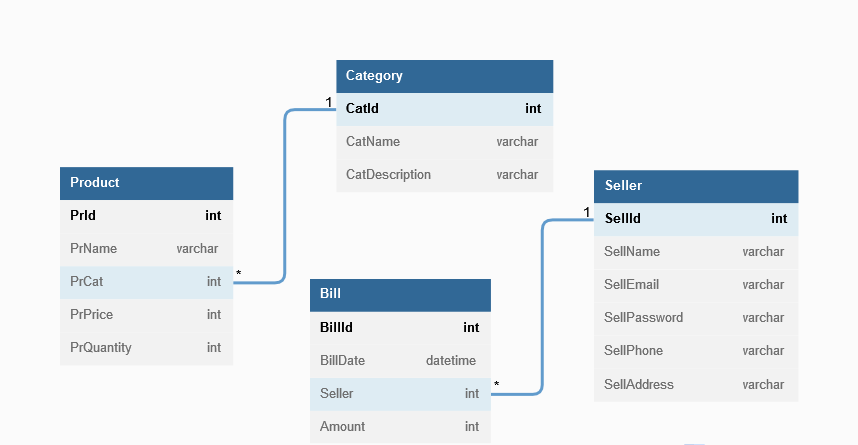 Category
1
CatId int
CatName varchar
CatDescription varchar
Product
PrId int
PrName varchar
*
PrCat int
PrPrice int
PrQuantity int
Seller
1
SellId int
SellName varchar
SellEmail varchar
SellPassword varchar
SellPhone varchar
SellAddress varchar
Bill
BillId int
BillDate datetime
*
Seller int
Amount int